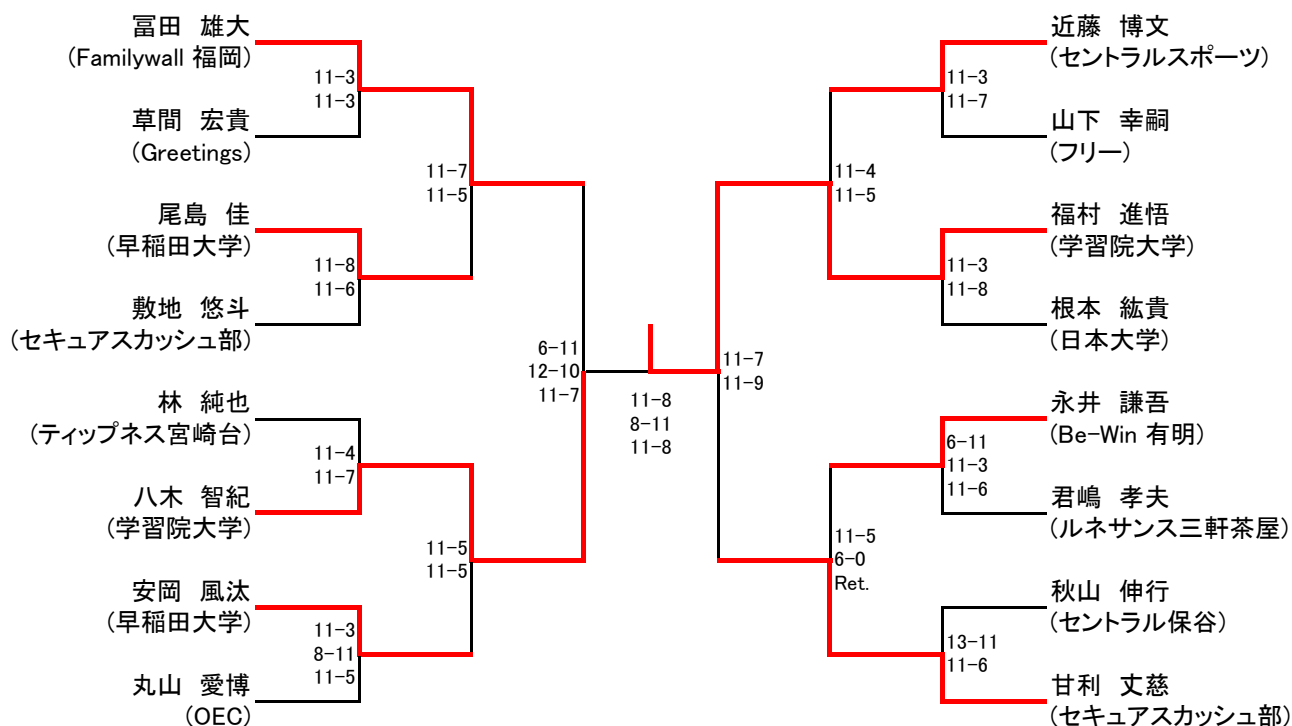 冨田 雄大
(Familywall 福岡)
草間 宏貴
(Greetings)
尾島 佳
(早稲田大学)
敷地 悠斗
(セキュアスカッシュ部)
林 純也
(ティップネス宮崎台)
八木 智紀
(学習院大学)
安岡 風汰
(早稲田大学)
丸山 愛博
(OEC)
11-3
11-3
11-8
11-6
11-4
11-7
11-3
8-11
11-5
11-7
11-5
11-5
11-5
6-11
12-10
11-7
11-8
8-11
11-8
11-7
11-9
11-4
11-5
11-5
6-0
Ret.
11-3
11-7
11-3
11-8
6-11
11-3
11-6
13-11
11-6
近藤 博文
(セントラルスポーツ)
山下 幸嗣
(フリー)
福村 進悟
(学習院大学)
根本 紘貴
(日本大学)
永井 謙吾
(Be-Win 有明)
君嶋 孝夫
(ルネサンス三軒茶屋)
秋山 伸行
(セントラル保谷)
甘利 丈慈
(セキュアスカッシュ部)